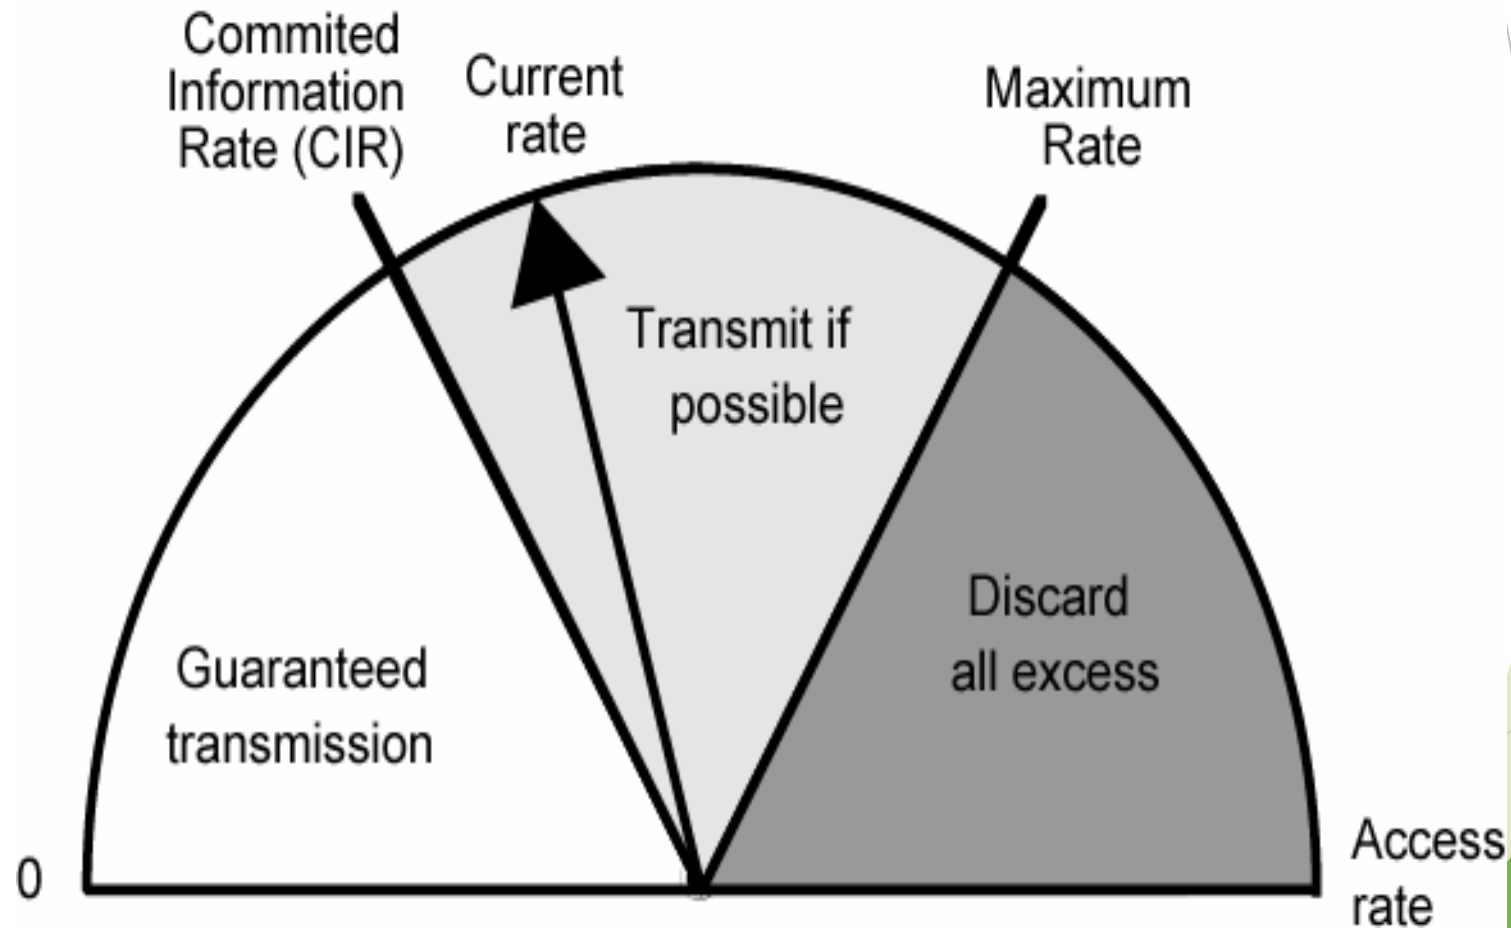 Commited
Information
Rate (CIR)
Current
rate
Maximum
Rate
Transmit if
possible
Guaranteed
transmission
Discard
all excess
0
Access
rate